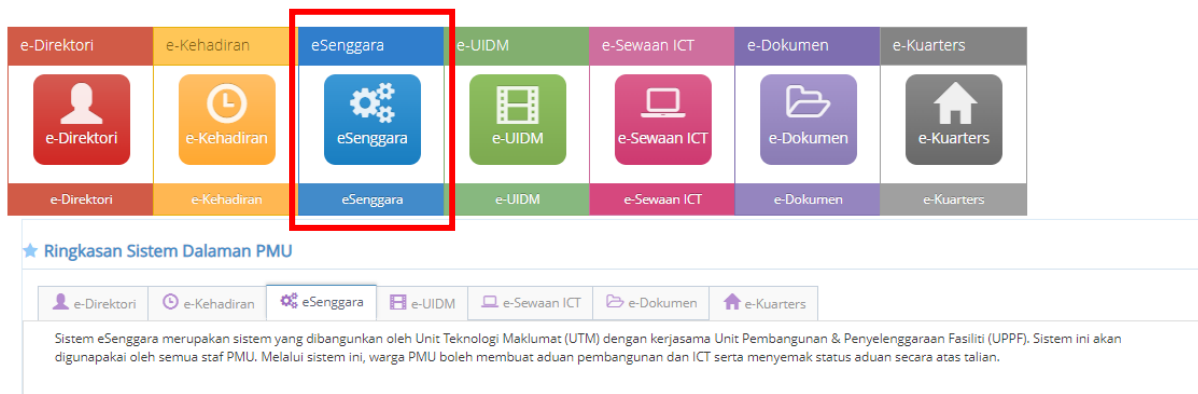 e-Direktori e-Kehadiran eSenggara e-UIDM e-Sewaan ICT e-Dokumen e-Kuarters
e-Direktori e-Kehadiran eSenggara e-UIDM e-Sewaan ICT e-Dokumen e-Kuarters
e-Direktori e-Kehadiran eSenggara e-UIDM e-Sewaan ICT e-Dokumen e-Kuarters
Ringkasan Sistem Dalaman PMU
e-Direktori e-Kehadiran eSenggara e-UIDM e-Sewaan ICT e-Dokumen e-Kuarters
Sistem eSenggara merupakan sistem yang dibangunkan oleh Unit Teknologi Maklumat (UTM) dengan kerjasama Unit Pembangunan & Penyelenggaraan Fasiliti (UPPF). Sistem ini akan
digunapakai oleh semua staf PMU. Melalui sistem ini, warga PMU boleh membuat aduan pembangunan dan ICT serta menyemak status aduan secara atas talian.